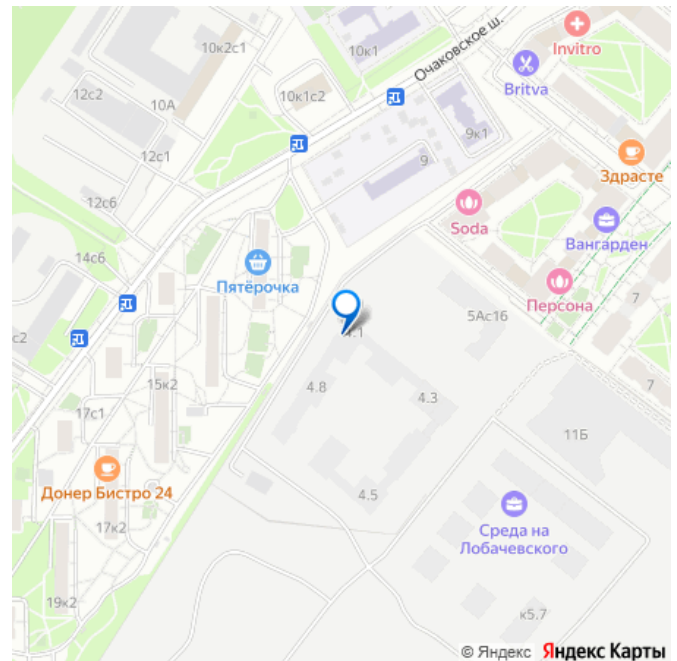 10к2с1
10к1
Очаковское ш.
Invitro
Britva
12с2
10А
10к1с2
9к1
12с1
9
Здрасте
12с6
Soda
Вангарден
14с6
Пятёрочка
Персона
7
4.1
5Ас16
с2
15к2
4.8
4.3
7
17с1
11Б
Донер Бистро 24
4.5
Среда на
Лобачевского
17к2
19к2
к5.7
© Яндекс Яндекс Карты